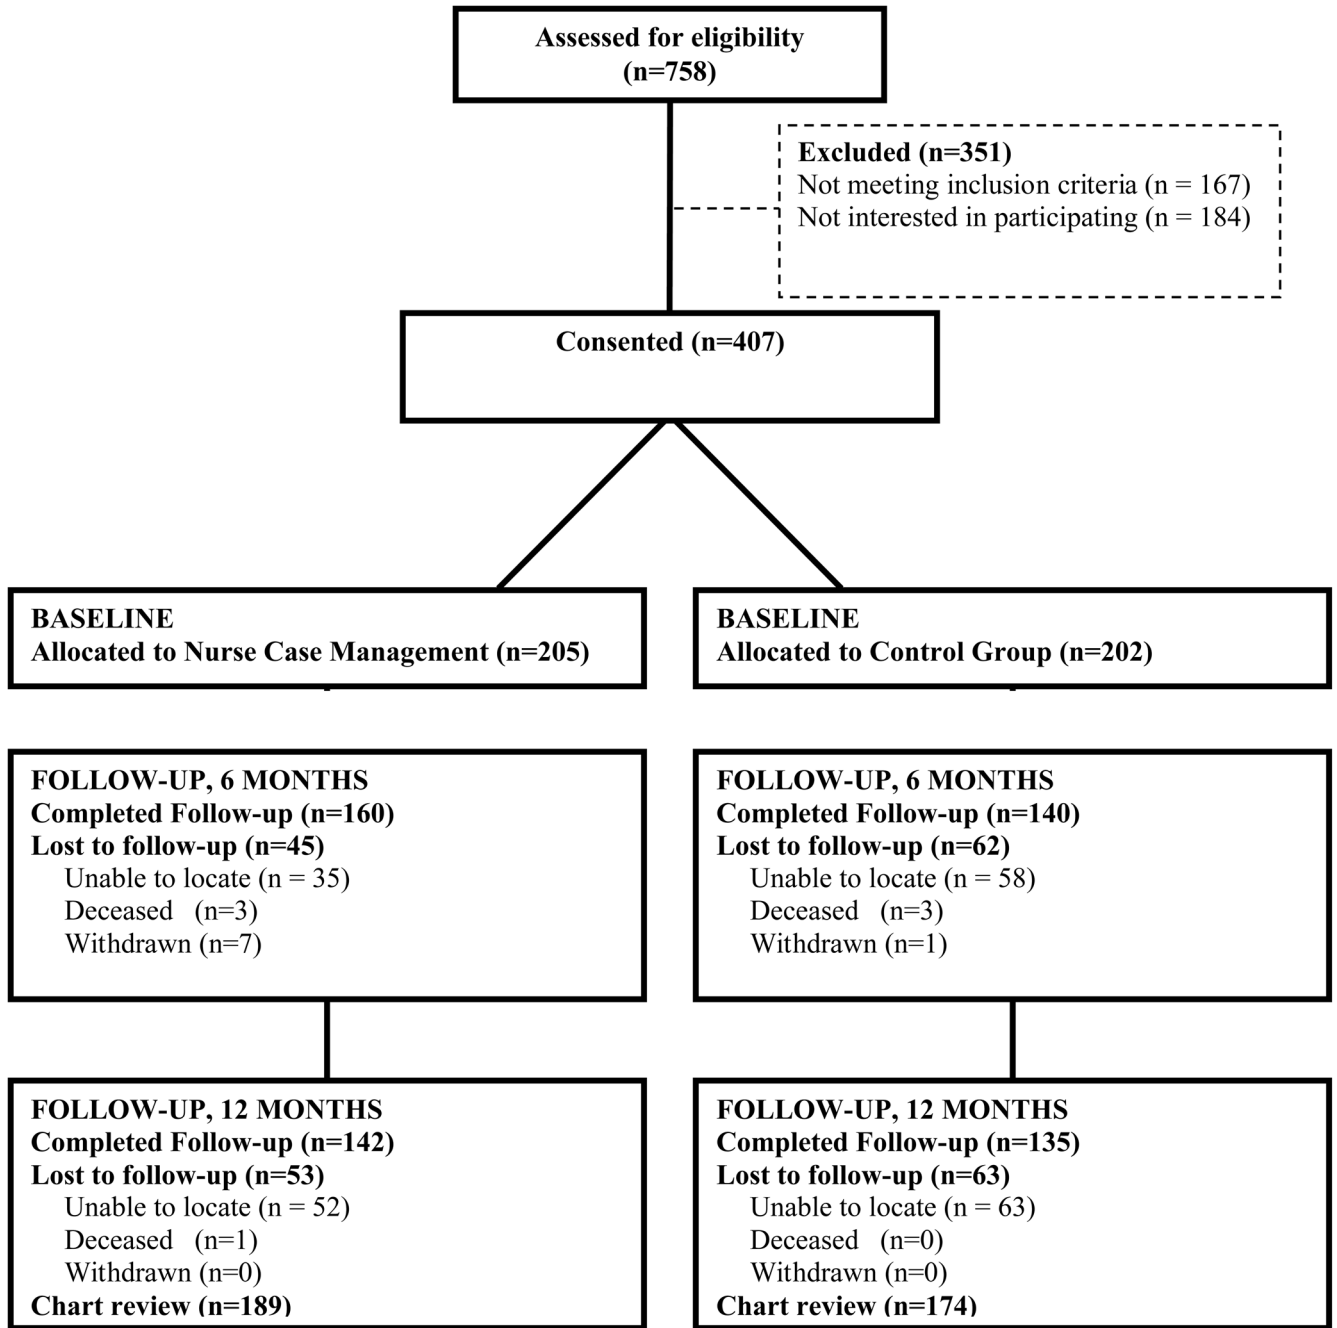 Assessed for eligibility
(n=758)
Excluded (n=351)
Not meeting inclusion criteria (n = 167)
Not interested in participating (n = 184)
Consented (n=407)
BASELINE
Allocated to Nurse Case Management (n=205)
BASELINE
Allocated to Control Group (n=202)
FOLLOW-UP, 6 MONTHS
Completed Follow-up (n=160)
Lost to follow-up (n=45)
Unable to locate (n = 35)
Deceased (n=3)
Withdrawn (n=7)
FOLLOW-UP, 6 MONTHS
Completed Follow-up (n=140)
Lost to follow-up (n=62)
Unable to locate (n = 58)
Deceased (n=3)
Withdrawn (n=1)
FOLLOW-UP, 12 MONTHS
Completed Follow-up (n=142)
Lost to follow-up (n=53)
Unable to locate (n = 52)
Deceased (n=1)
Withdrawn (n=0)
Chart review (n=189)
FOLLOW-UP, 12 MONTHS
Completed Follow-up (n=135)
Lost to follow-up (n=63)
Unable to locate (n = 63)
Deceased (n=0)
Withdrawn (n=0)
Chart review (n=174)